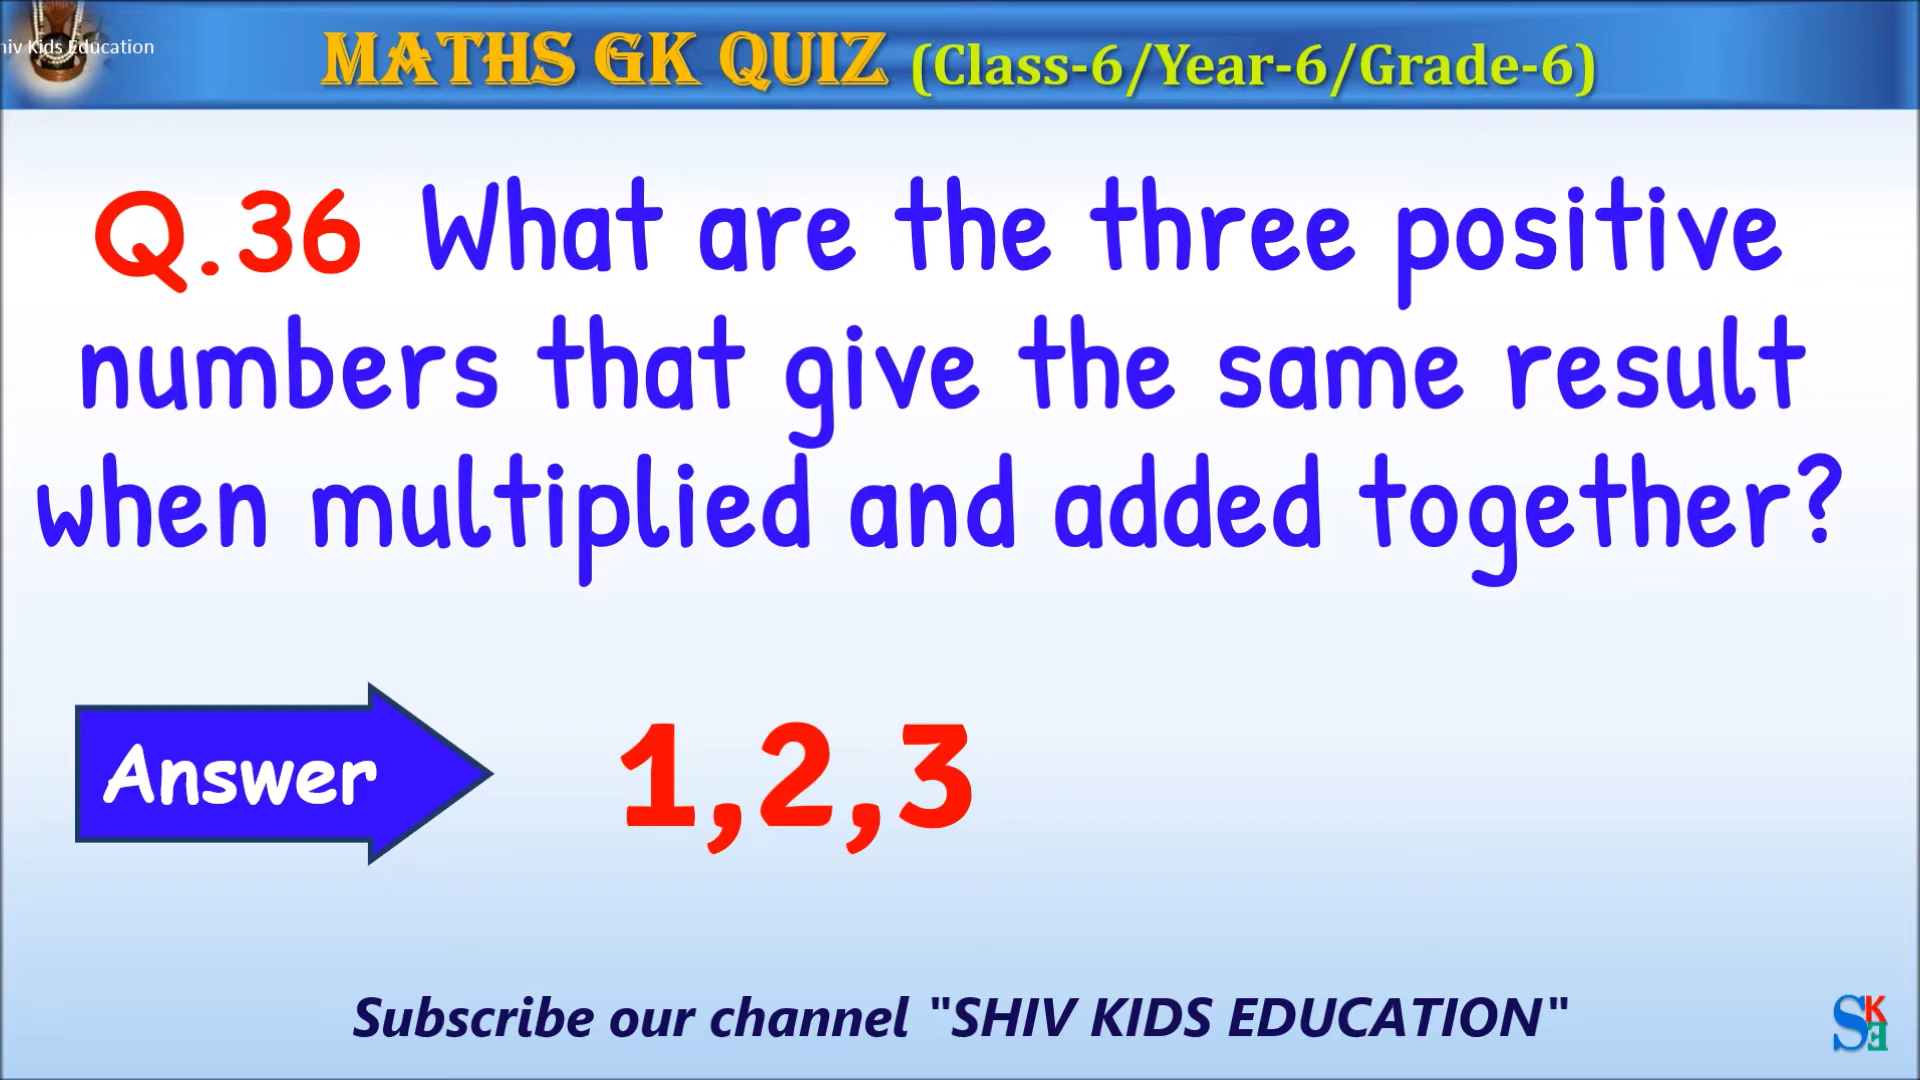 hiv Kids Education
MATHS GK QUIZ (Class-6/Year-6/Grade-6)
Q.36 What are the three positive
numbers that give the same result
when multiplied and added together?
Answer 1,2,3
Subscribe our channel "SHIV KIDS EDUCATION"
SKE